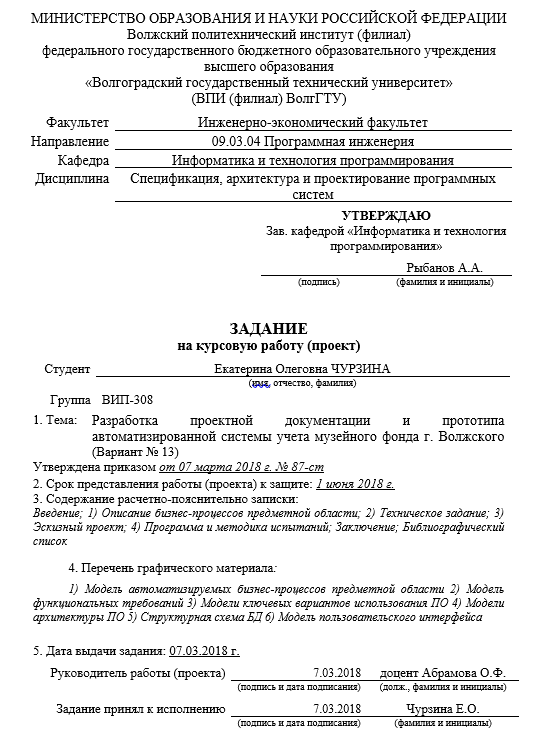 МИНИСТЕРСТВО ОБРАЗОВАНИЯ И НАУКИ РОССИЙСКОЙ ФЕДЕРАЦИИ
Волжский политехнический институт (филиал)
федерального государственного бюджетного образовательного учреждения
высшего образования
«Волгоградский государственный технический университет»
(ВПИ (филиал) ВолгГТУ)
Факультет Инженерно-экономический факультет
Направление 09.03.04 Программная инженерия
Кафедра Информатика и технология программирования
Дисциплина Спецификация, архитектура и проектирование программных
систем
УТВЕРЖДАЮ
Зав. кафедрой «Информатика и технология
программирования»
Рыбанов А.А.
(подпись) (фамилия и инициалы)
ЗАДАНИЕ
на курсовую работу (проект)
Студент Екатерина Олеговна ЧУРЗИНА
(имя, отчество, фамилия)
Группа ВИП-308
1. Тема: Разработка проектной документации и прототипа
автоматизированной системы учета музейного фонда г. Волжского
(Вариант № 13)
Утверждена приказом от 07 марта 2018 г. № 87-ст
2. Срок представления работы (проекта) к защите: 1 июня 2018 г.
3. Содержание расчетно-пояснительно записки:
Введение; 1) Описание бизнес-процессов предметной области; 2) Техническое задание; 3)
Эскизный проект; 4) Программа и методика испытаний; Заключение; Библиографический
список
4. Перечень графического материала:
1) Модель автоматизируемых бизнес-процессов предметной области 2) Модель
функциональных требований 3) Модели ключевых вариантов использования ПО 4) Модели
архитектуры ПО 5) Структурная схема БД 6) Модель пользовательского интерфейса
5. Дата выдачи задания: 07.03.2018 г.
Руководитель работы (проекта) 7.03.2018 доцент Абрамова О.Ф.
(подпись и дата подписания) (долж., фамилия и инициалы)
Задание принял к исполнению 7.03.2018 Чурзина Е.О.
(подпись и дата подписания) (фамилия и инициалы)